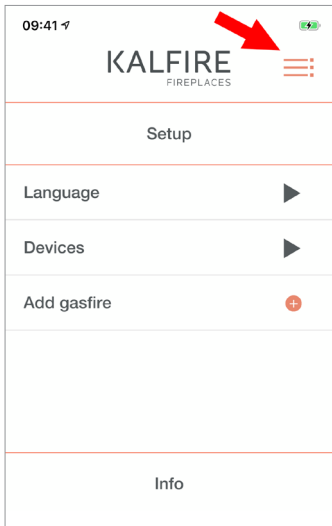 09:41
KALFIRE
FIREPLACES
Setup
Language
Devices
Add gasfire
Info